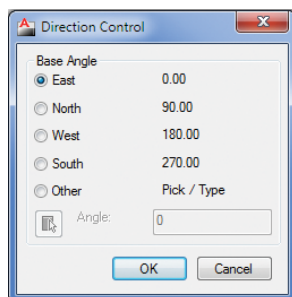 Direction Control
Base Angle
East 0.00
North 90.00
West 180.00
South 270.00
Other Pick / Type
Angle: 0
OK Cancel